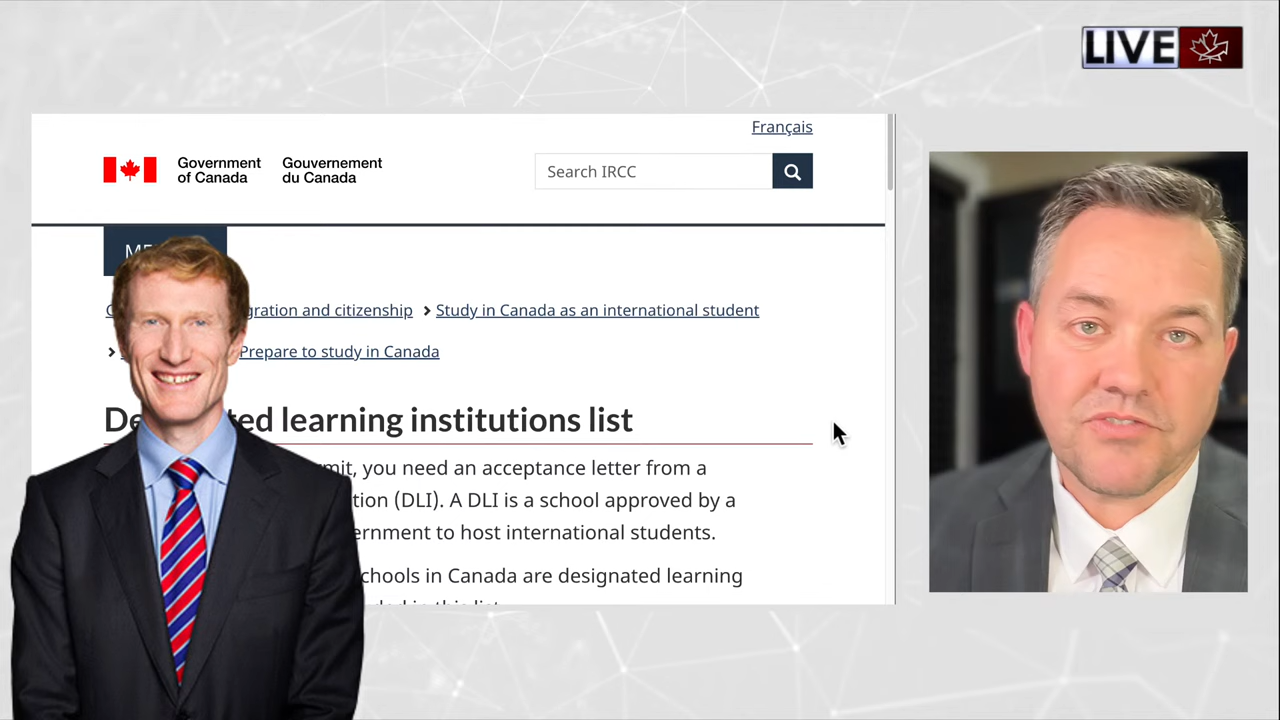 LIVE
Français
Government
of Canada
Gouvernement
du Canada
Search IRCC
gration and citizenship
Study in Canada as an international student
Prepare to study in Canada
ed learning institutions list
mit, you need an acceptance letter from a
tion (DLI). A DLI is a school approved by a
ernment to host international students.
chools in Canada are designated learning